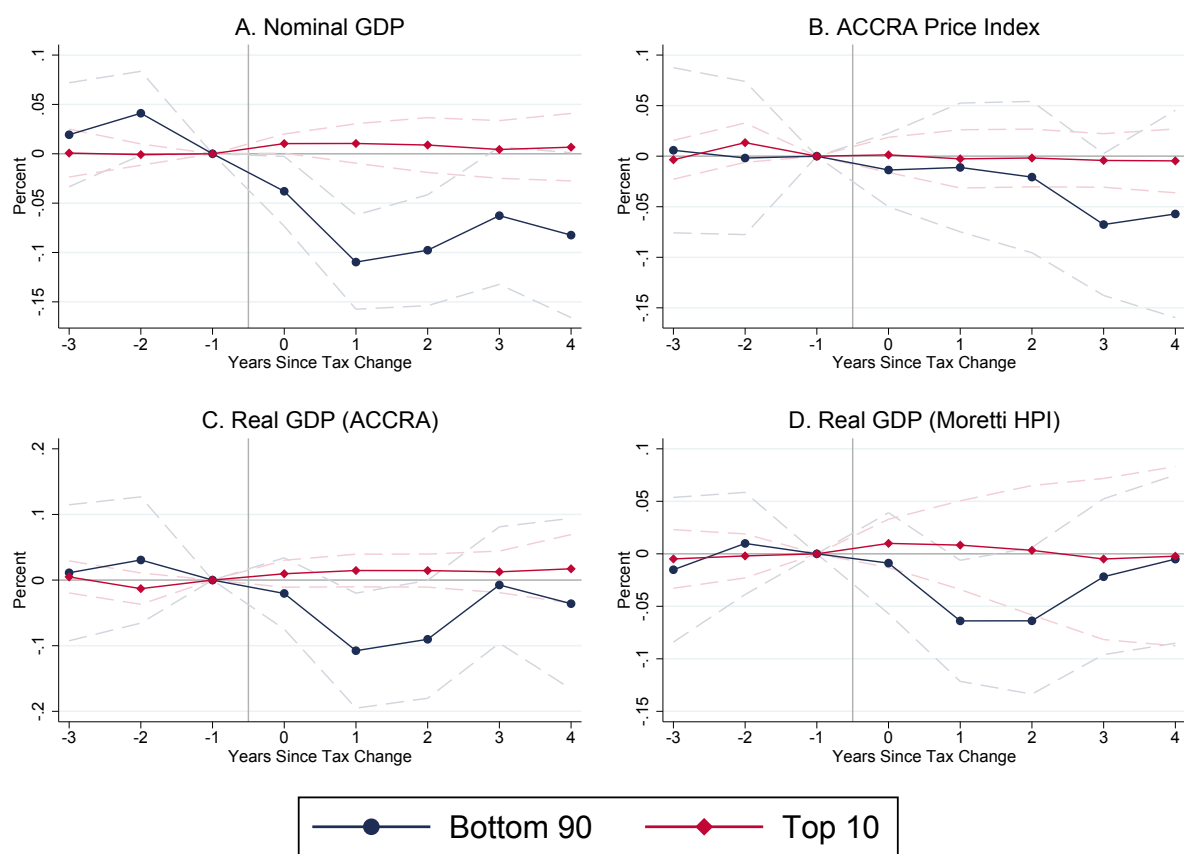 A. Nominal GDP
.1
.05
0
-.05
-.1
-.15
Percent
-3 -2 -1 0 1 2 3 4
Years Since Tax Change
B. ACCRA Price Index
.1
.05
0
-.05
-.1
-.15
Percent
-3 -2 -1 0 1 2 3 4
Years Since Tax Change
C. Real GDP (ACCRA)
.2
.1
0
-.1
-.2
Percent
-3 -2 -1 0 1 2 3 4
Years Since Tax Change
D. Real GDP (Moretti HPI)
.1
.05
0
-.05
-.1
-.15
Percent
-3 -2 -1 0 1 2 3 4
Years Since Tax Change
Bottom 90 Top 10